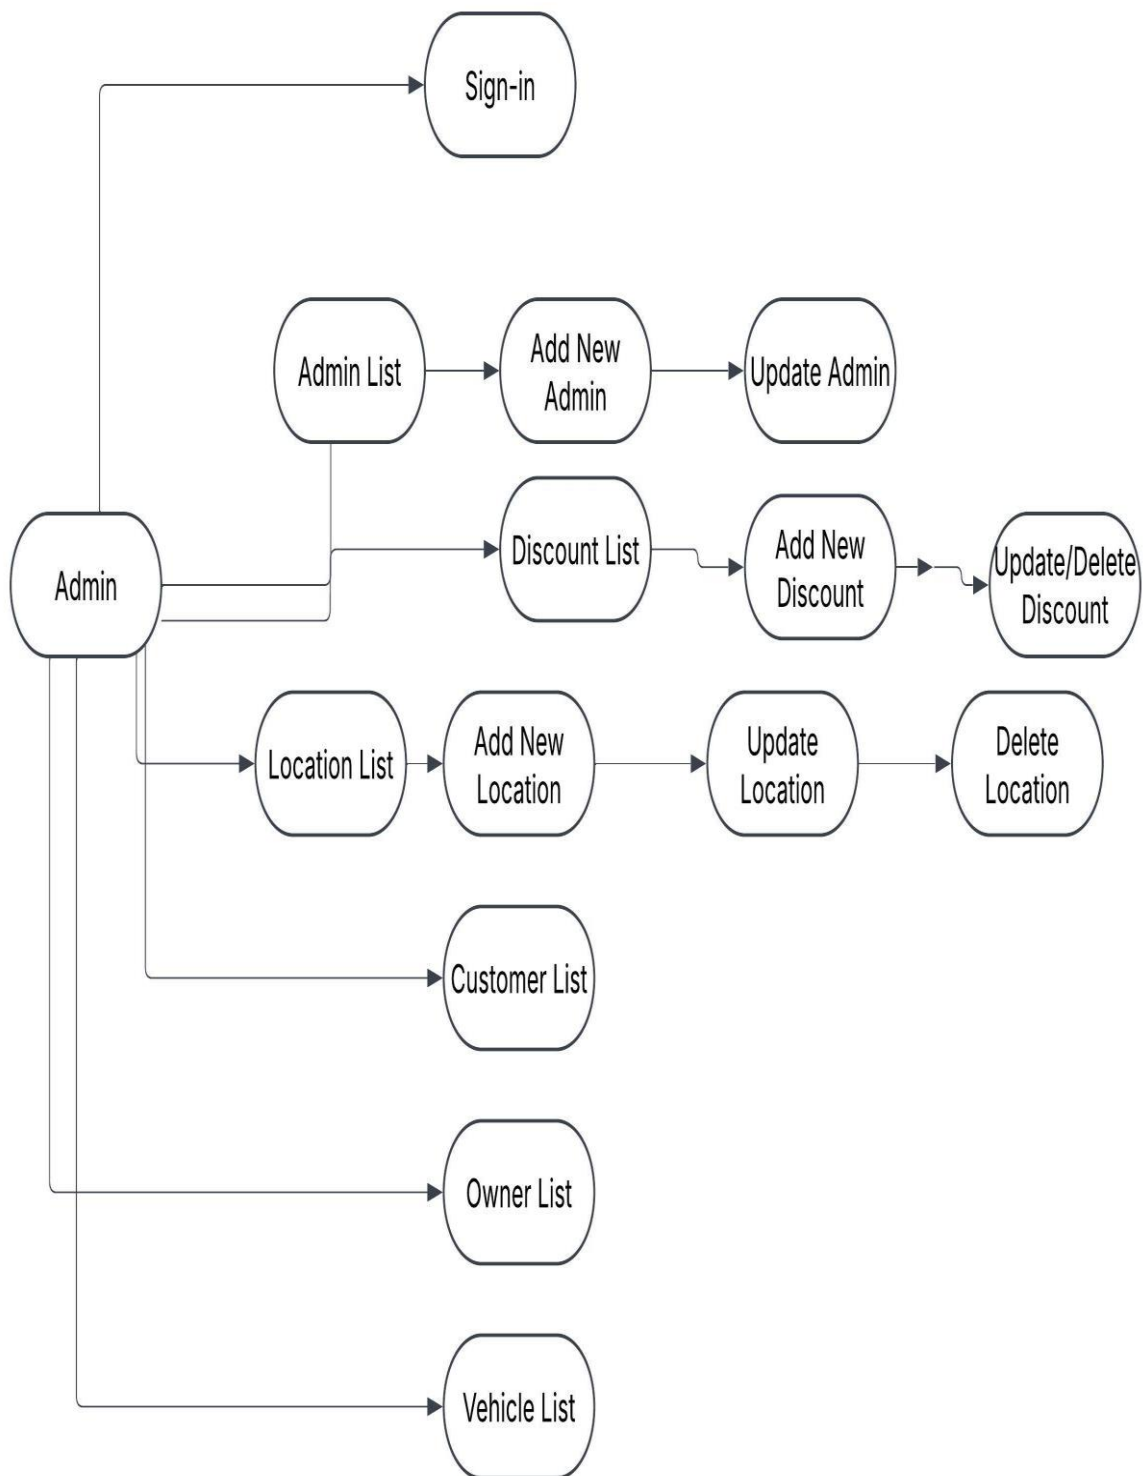 Sign-in
Admin List
Add New
Admin
Update Admin
Admin
Discount List
Add New
Discount
Update/Delete
Discount
Location List
Add New
Location
Update
Location
Delete
Location
Customer List
Owner List
Vehicle List